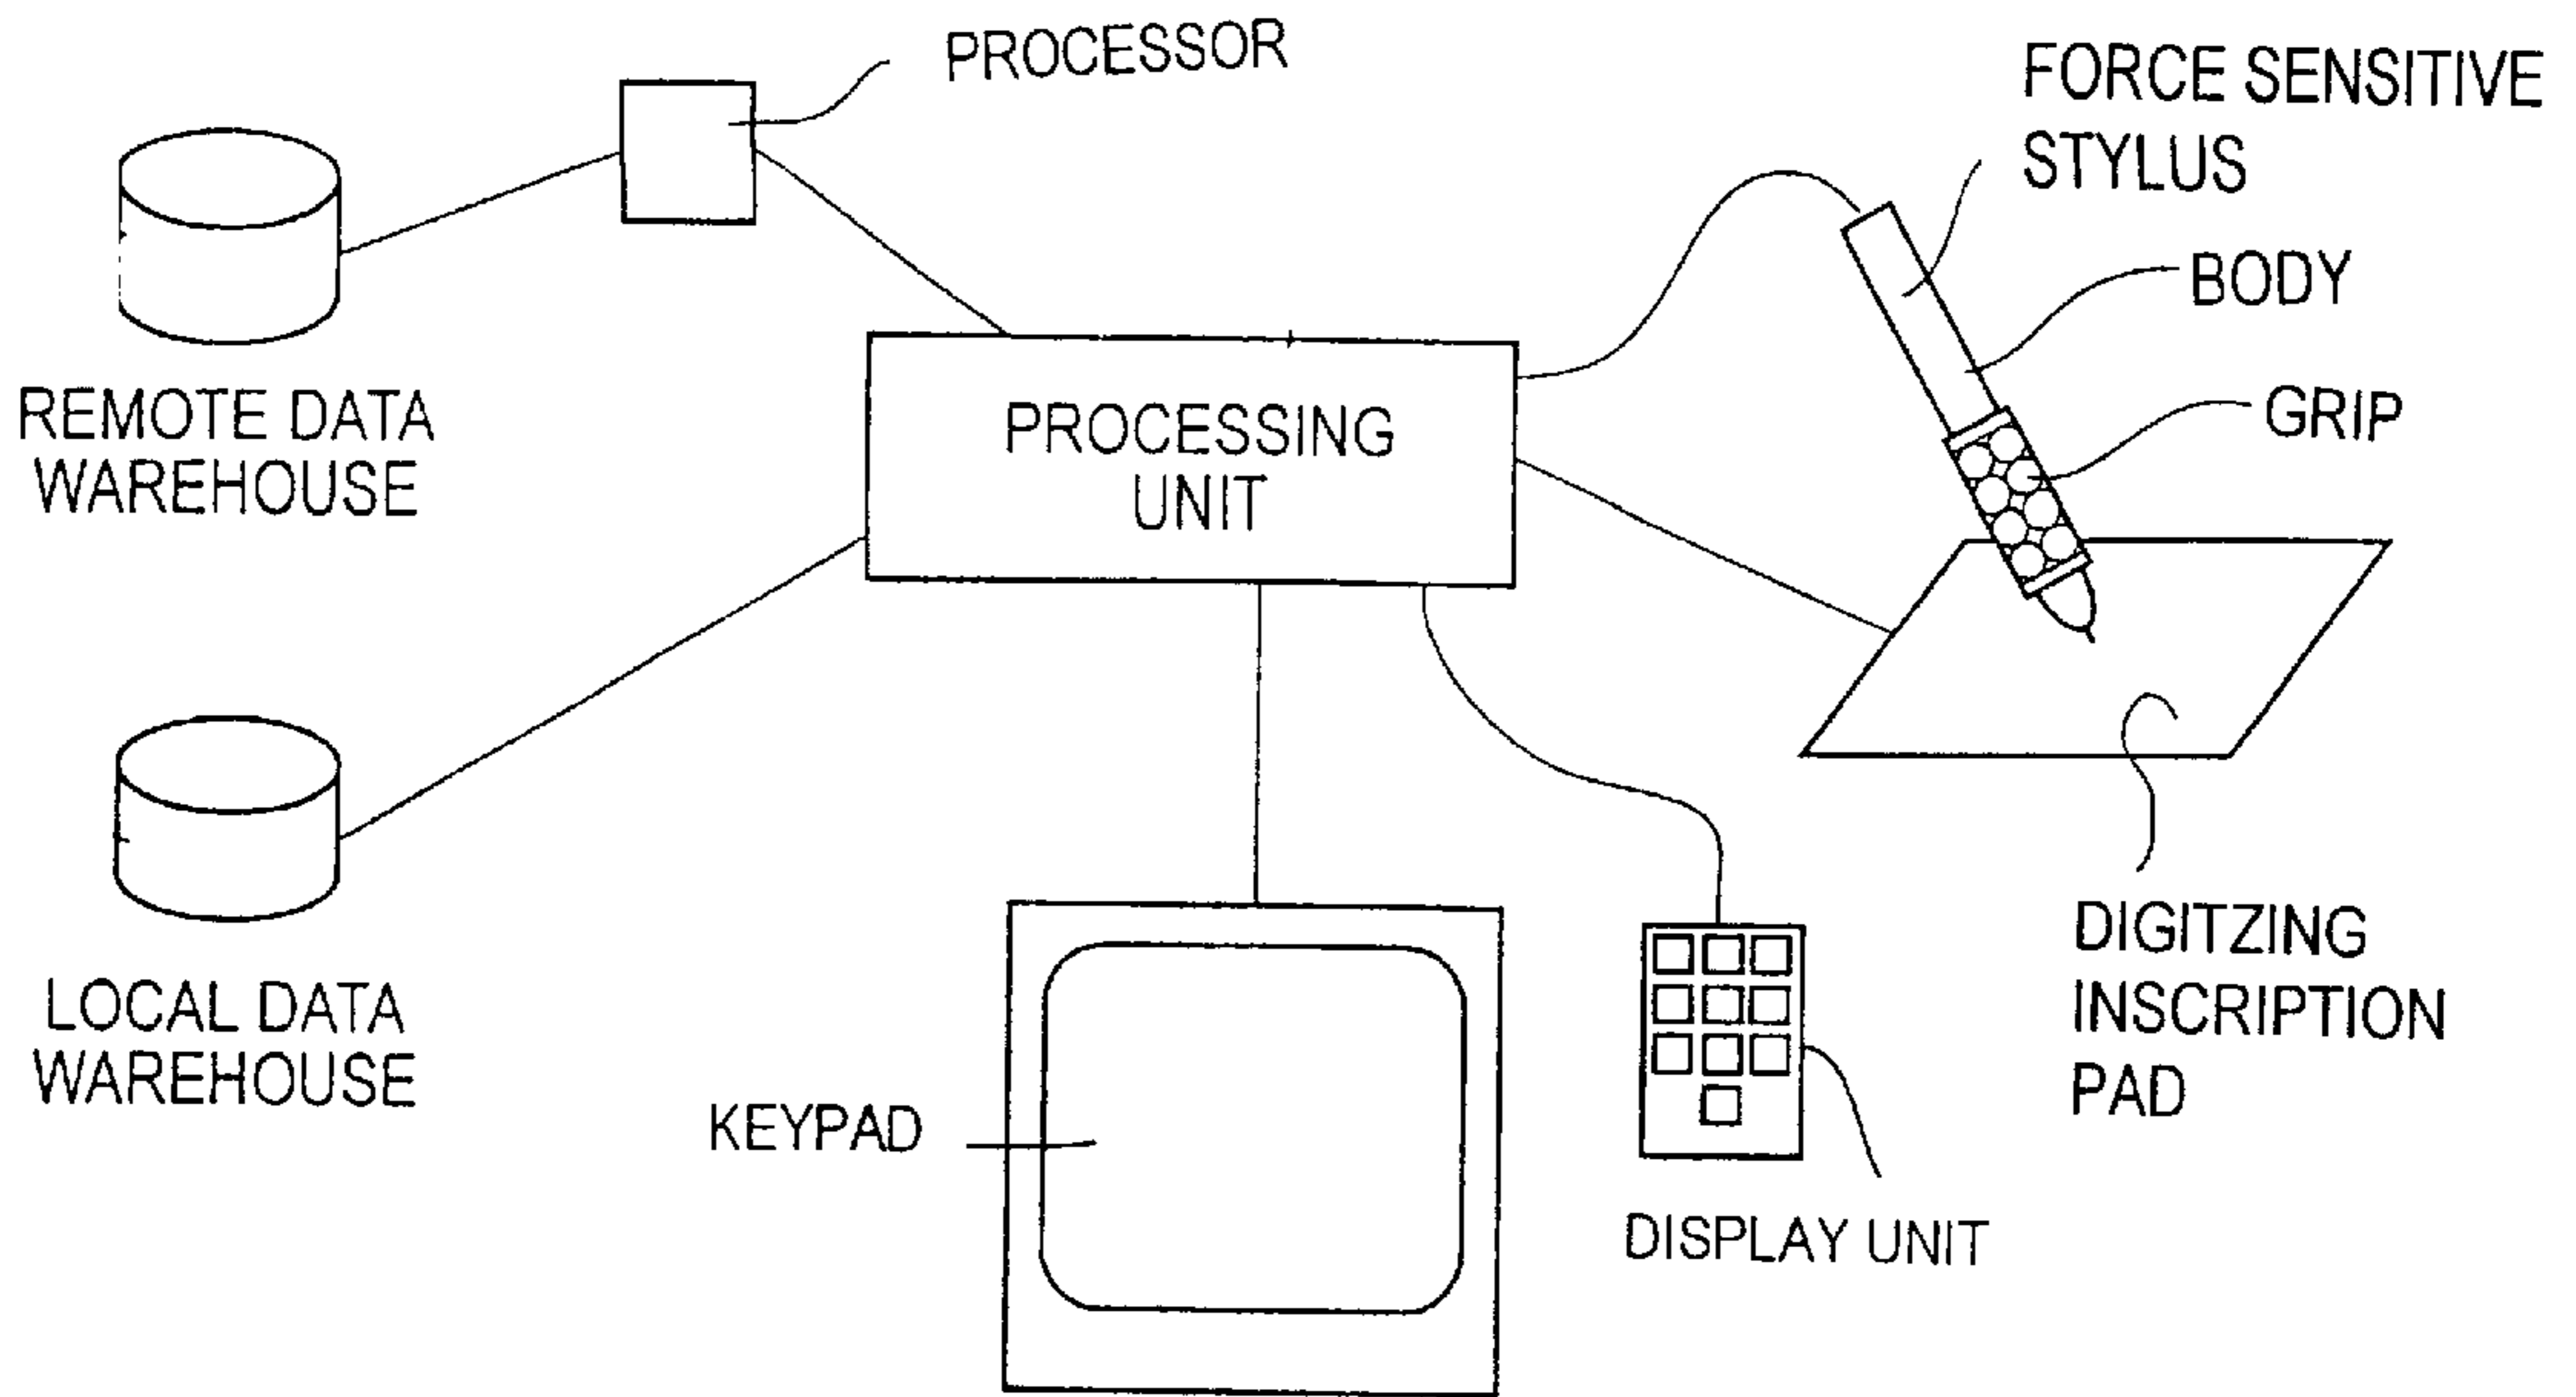 PROCESSOR
FORCE SENSITIVE
STYLUS
BODY
GRIP
REMOTE DATA
WAREHOUSE
PROCESSING
UNIT
LOCAL DATA
WAREHOUSE
KEYPAD
DISPLAY UNIT
DIGITZING
INSCRIPTION
PAD